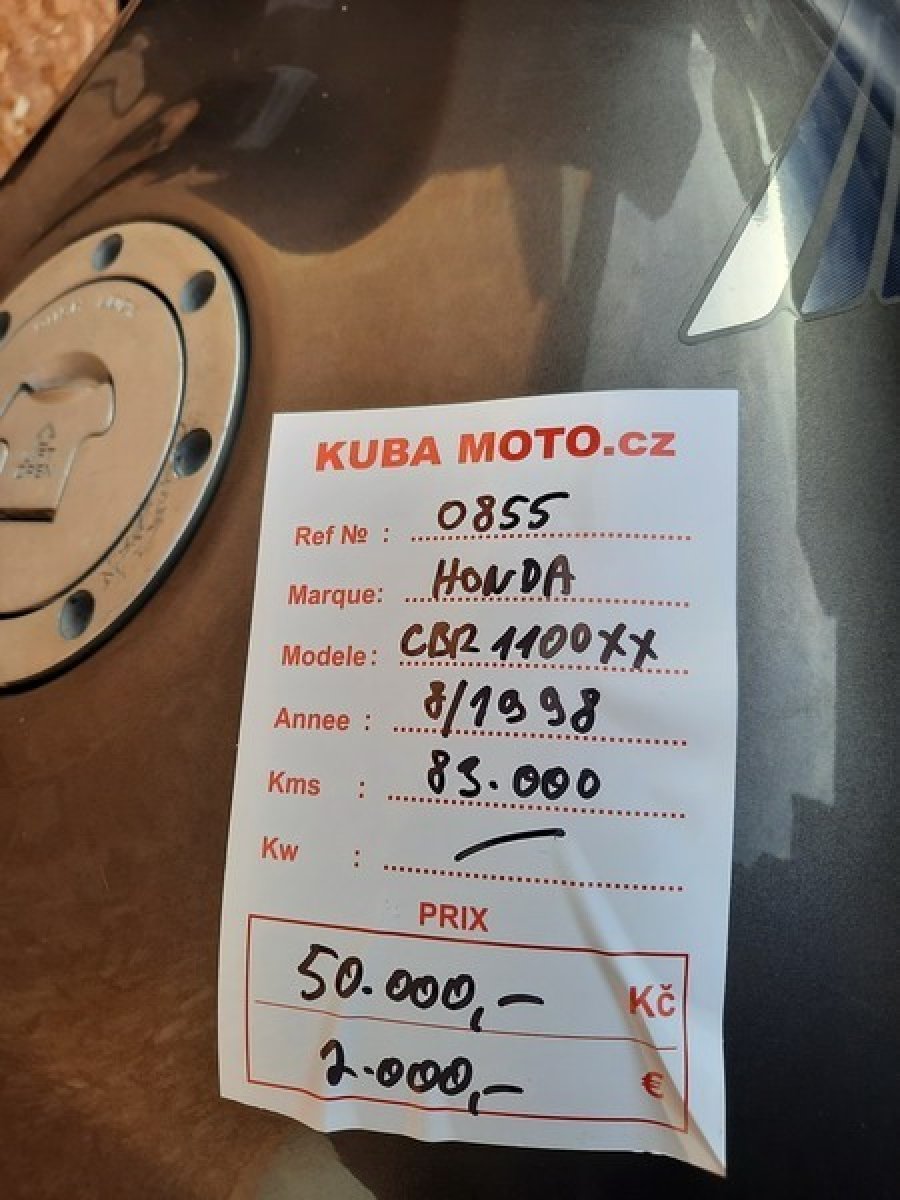 KUBA MOTO.cz
Ref № : 0855
Marque: HONDA
Modele: CBR 1100XX
Annee : 8/1998
Kms : 83.000
Kw : —
PRIX
50.000,- Kč
2.000,- €